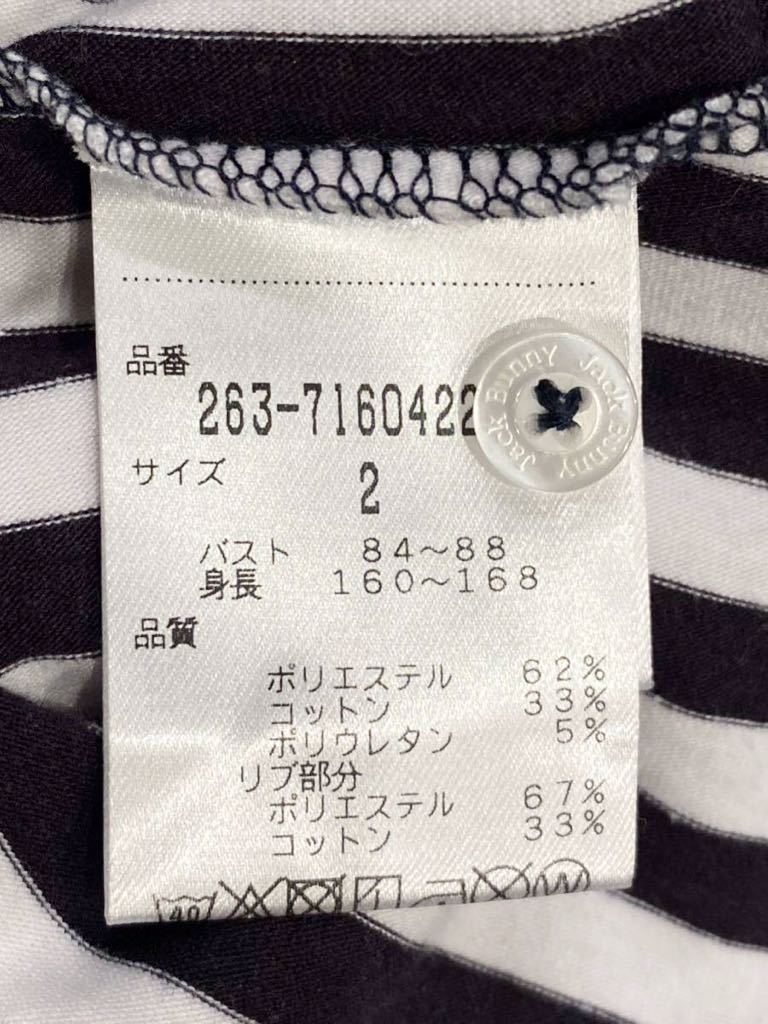 品番
263-7160422
Jack Bunny Jack Bunny
サイズ
2
バスト 84～88
身長 160～168
品質
ポリエステル 62%
コットン 33%
ポリウレタン 5%
リブ部分
ポリエステル 67%
コットン 33%
40
W